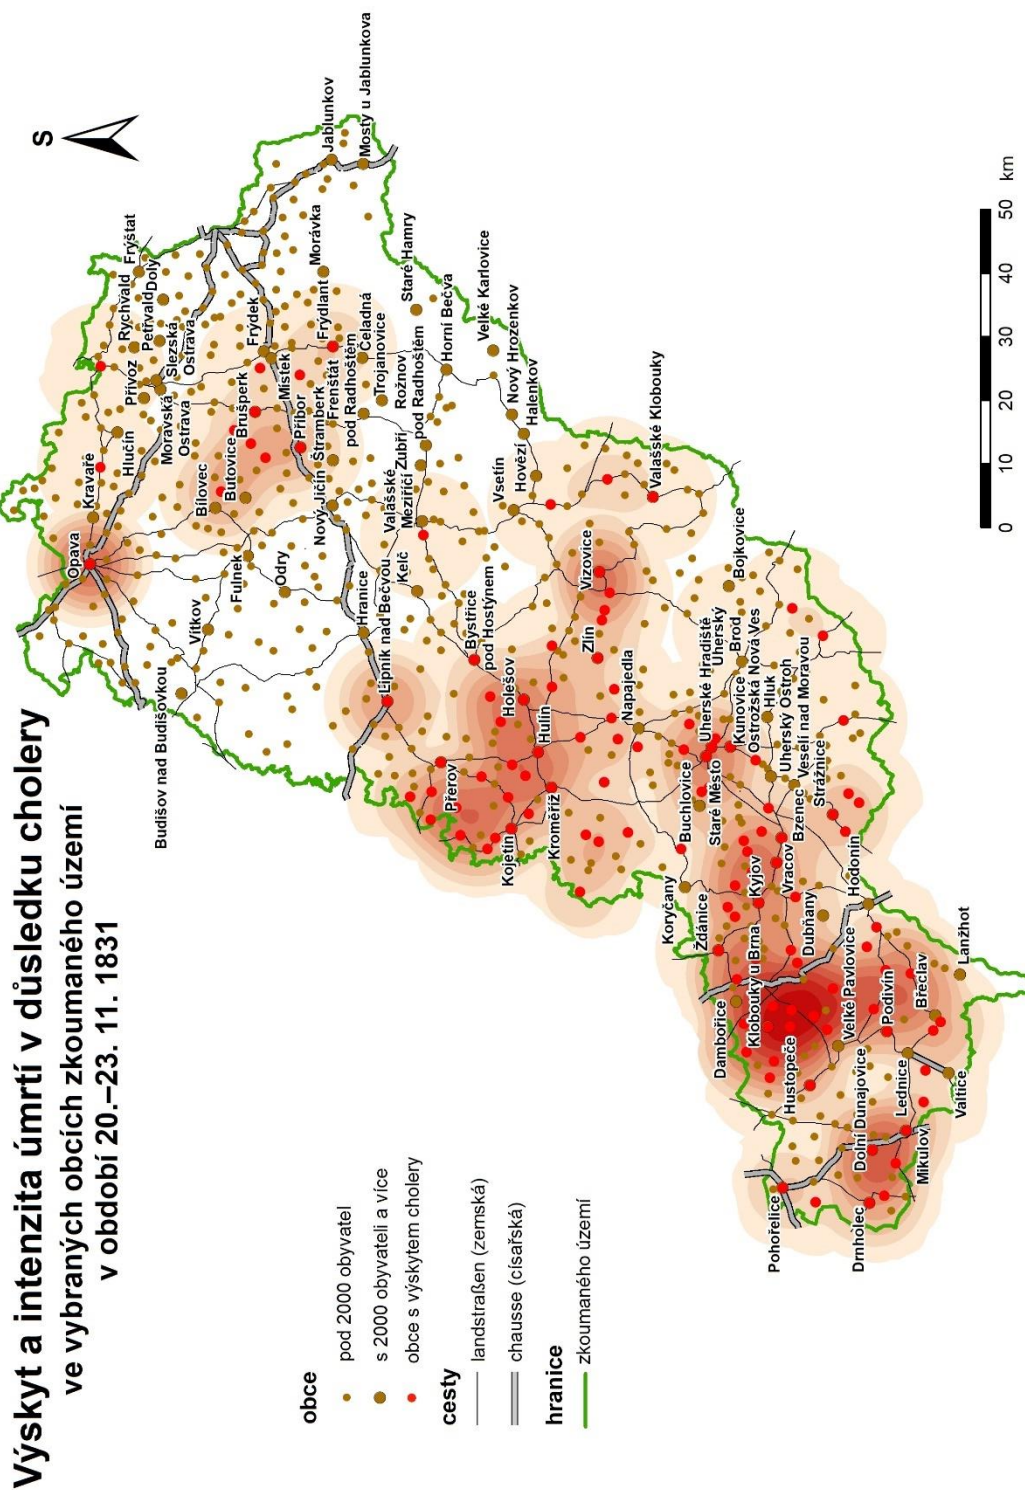 Výskyt a intenzita úmrtí v důsledku cholery
ve vybraných obcích zkoumaného území
v období 20.–23. 11. 1831
S
obce
pod 2000 obyvatel
s 2000 obyvateli a více
obce s výskytem cholery
cesty
landstraßen (zemská)
chausse (císařská)
hranice
zkoumaného území
0 10 20 30 40 50 km
Opava
Kravaře
Hlučín
Přívoz
Rychvald
Petřvald
Doly
Fryštat
Slezská
Ostrava
Moravská
Ostrava
Budišov nad Budišovkou
Vítkov
Bílovec
Butovice
Brušperk
Fulnek
Odry
Frýdek
Místek
Příbor
Štramberk
Nový Jičín
Frenštát
pod Radhoštěm
Frýdlant
Morávka
Čeladná
Trojanovice
Staré Hamry
Jablunkov
Mosty u Jablunkova
Hranice
Lipník nad Bečvou
Kelč
Valašské
Meziříčí
Zubří
Rožnov
pod Radhoštěm
Horní Bečva
Velké Karlovice
Nový Hrozenkov
Halenkov
Hovězí
Vsetín
Valašské Klobouky
Bystřice
pod Hostýnem
Holešov
Hulín
Přerov
Kojetín
Kroměříž
Zlín
Vizovice
Napajedla
Bojkovice
Uherské Hradiště
Uherský
Brod
Kunovice
Ostrožská Nová Ves
Hluk
Uherský Ostroh
Veselí nad Moravou
Strážnice
Buchlovice
Staré Město
Bzenec
Vracov
Kyjov
Koryčany
Ždánice
Dubňany
Hodonín
Dambořice
Klobouky u Brna
Hustopeče
Velké Pavlovice
Podivín
Břeclav
Lanžhot
Lednice
Valtice
Dolní Dunajovice
Mikulov
Drnholec
Pohořelice